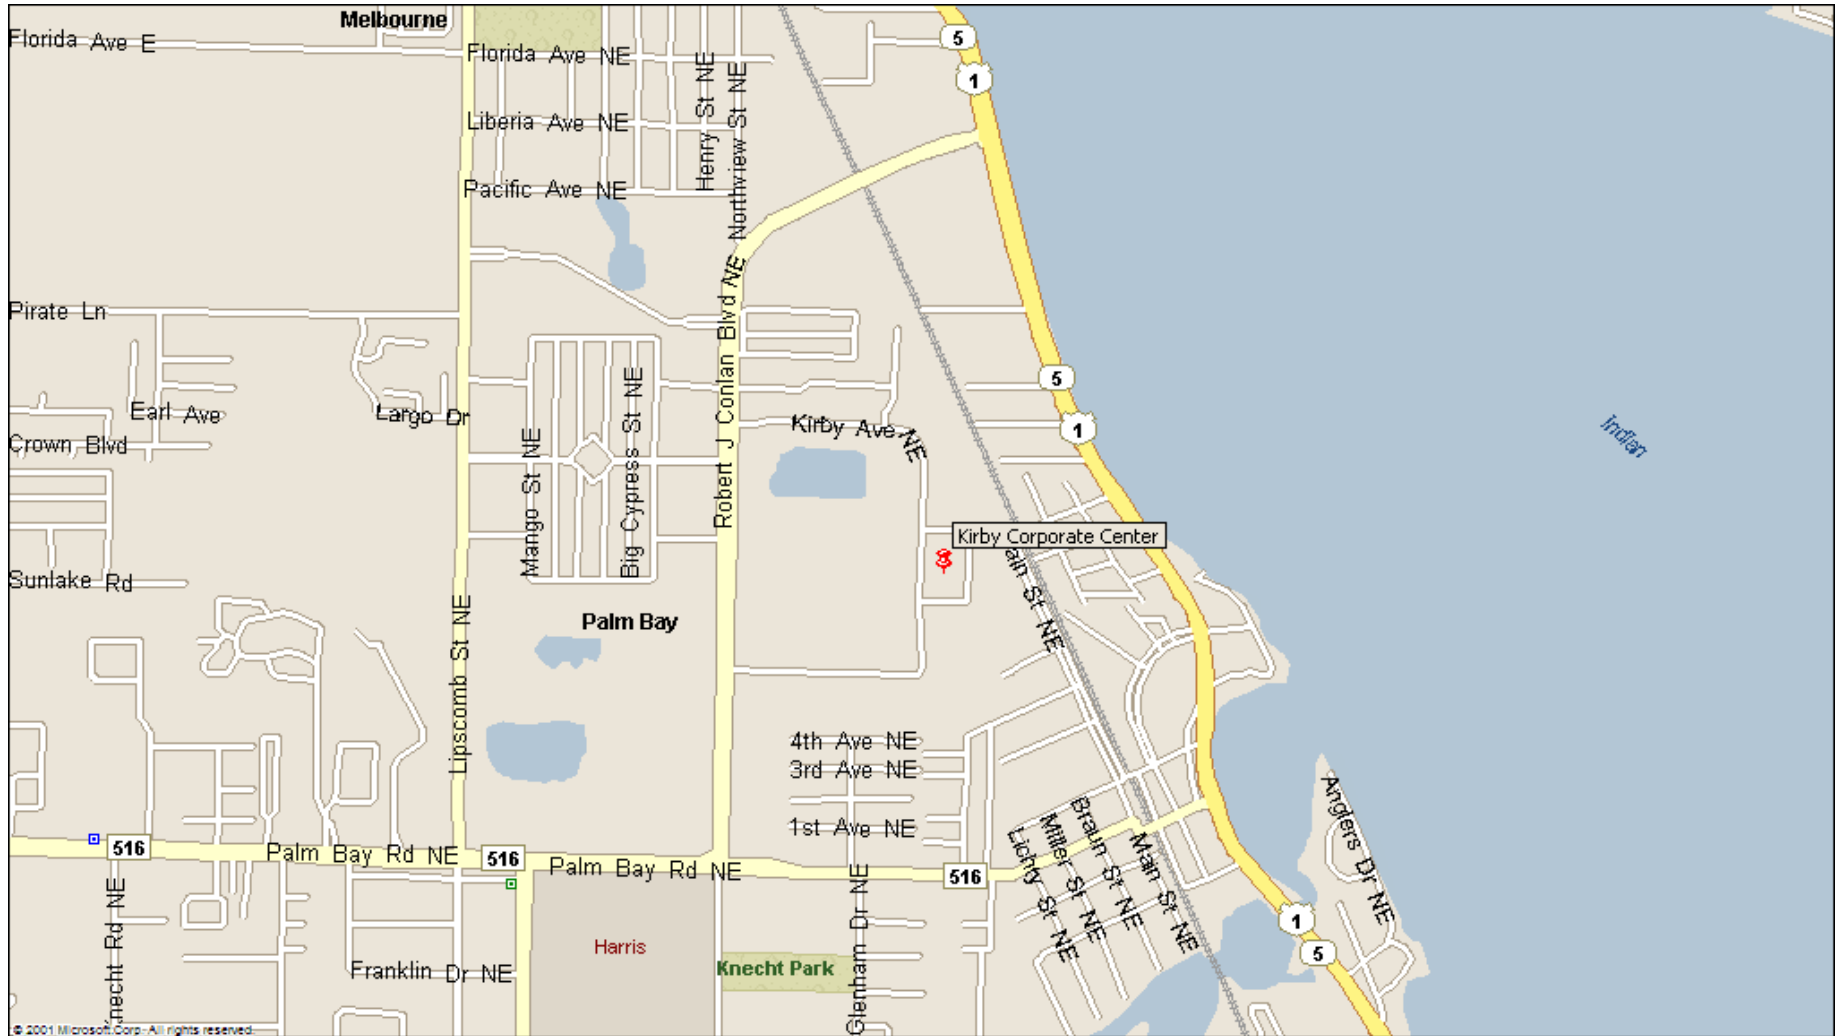 Melbourne
Florida Ave E
5
Florida Ave NE
1
Henry St NE
Northview St NE
Liberia Ave NE
Pacific Ave NE
Pirate Ln
Robert J Conlan Blvd NE
5
Earl Ave
Largo Dr
Kirby Ave NE
1
Indian
Crown Blvd
Mango St NE
Big Cypress St NE
Kirby Corporate Center
Main St NE
Sunlake Rd
Lipscomb St NE
Palm Bay
4th Ave NE
3rd Ave NE
1st Ave NE
Anglers Dr NE
516
Palm Bay Rd NE
516
Palm Bay Rd NE
516
Lichty St NE
Miller St NE
Braun St NE
Main St NE
Knecht Rd NE
Harris
Knecht Park
Glenham Dr NE
1
5
Franklin Dr NE
© 2001 Microsoft Corp. All rights reserved.